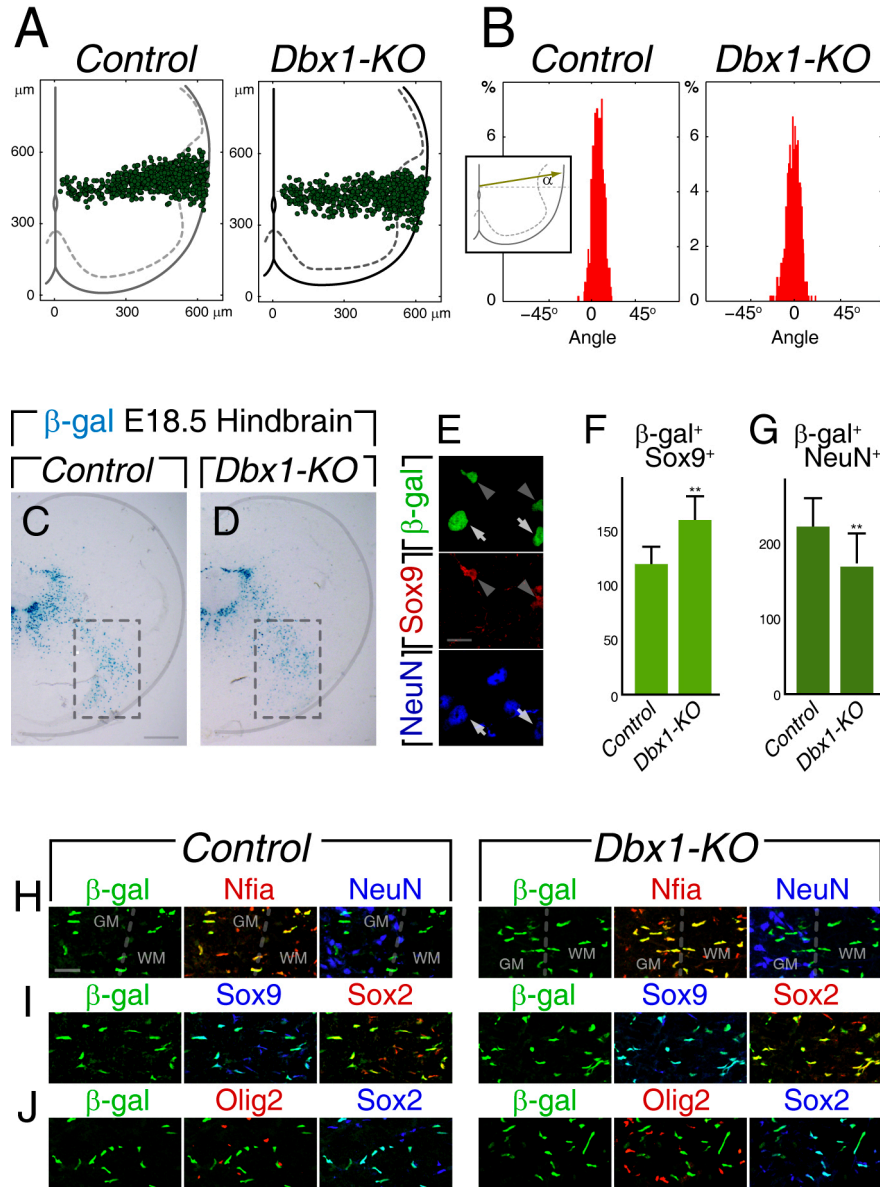 A
Control
Dbx1-KO
μm
μm
600
600
300
300
0
0
0
300
600 μm
0
300
600 μm
B
Control
Dbx1-KO
%
%
6
6
4
4
2
2
0
0
α
−45°
0
45°
−45°
0
45°
Angle
Angle
β-gal E18.5 Hindbrain
Control
Dbx1-KO
C
D
E
β-gal
Sox9
NeuN
F
β-gal+
Sox9+
**
150
100
50
0
Control
Dbx1-KO
G
β-gal+
NeuN+
**
200
100
0
Control
Dbx1-KO
Control
Dbx1-KO
H
β-gal
Nfia
NeuN
β-gal
Nfia
NeuN
GM
WM
GM
WM
GM
WM
GM
WM
GM
WM
GM
WM
I
β-gal
Sox9
Sox2
β-gal
Sox9
Sox2
J
β-gal
Olig2
Sox2
β-gal
Olig2
Sox2